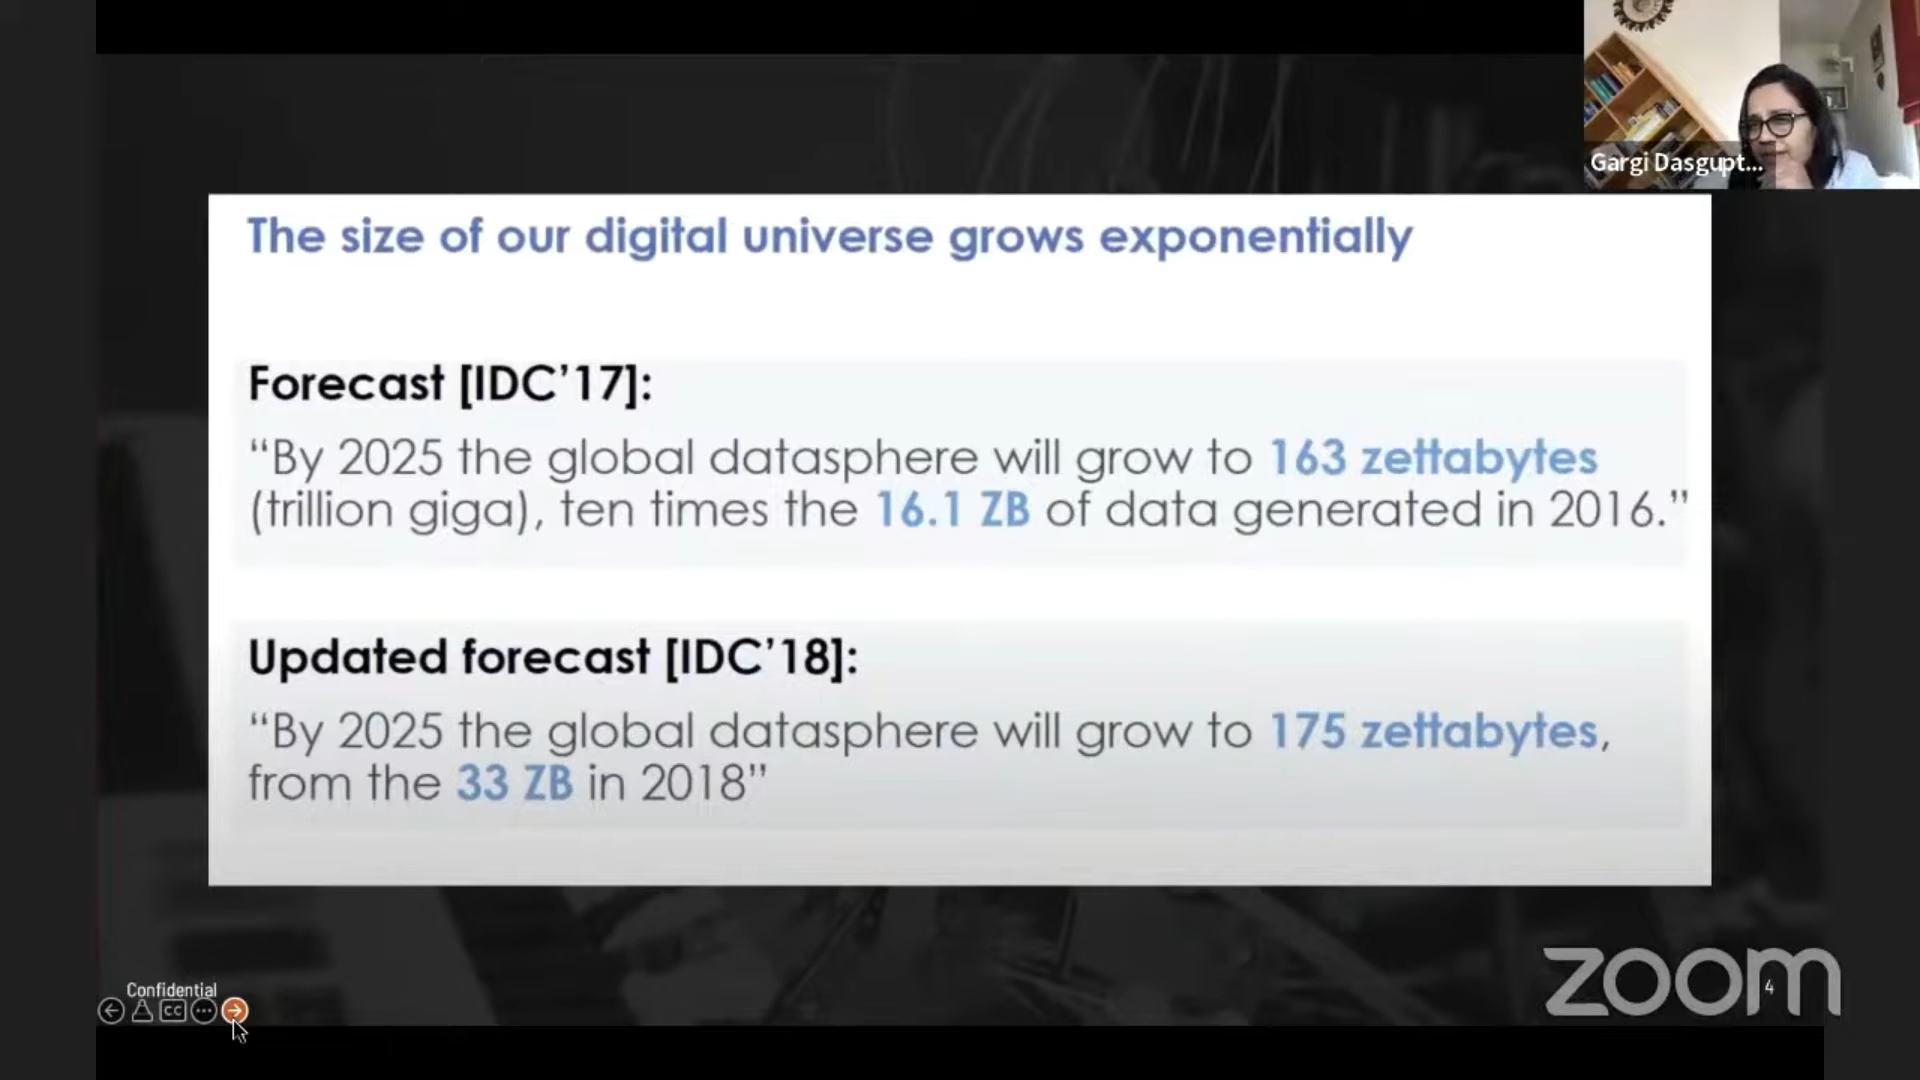 Gargi Dasgupt...
The size of our digital universe grows exponentially
Forecast [IDC’17]:
“By 2025 the global datasphere will grow to 163 zettabytes
(trillion giga), ten times the 16.1 ZB of data generated in 2016.”
Updated forecast [IDC’18]:
“By 2025 the global datasphere will grow to 175 zettabytes,
from the 33 ZB in 2018”
Confidential
CC
zoom
4